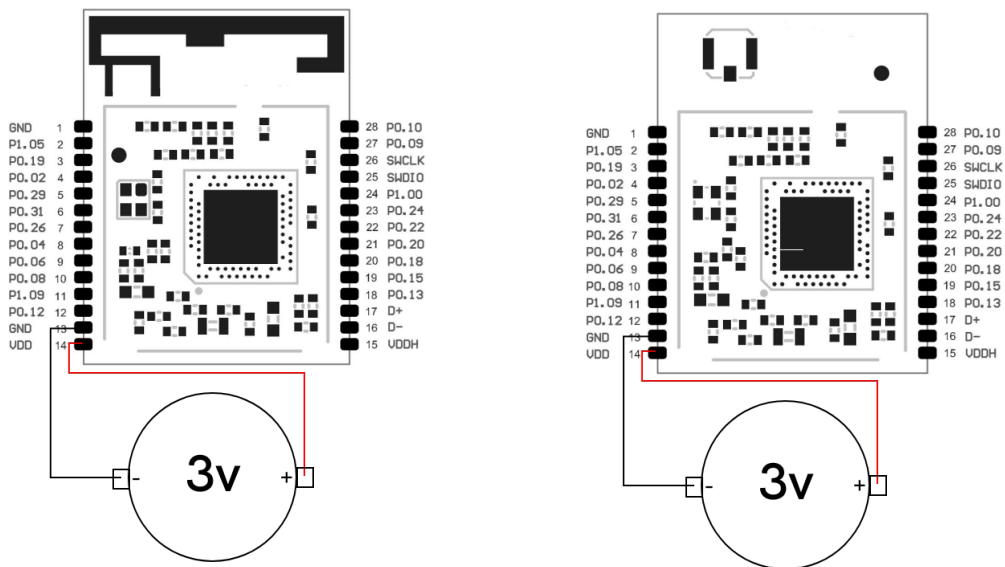 GND 1
P1.05 2
P0.19 3
P0.02 4
P0.29 5
P0.31 6
P0.26 7
P0.04 8
P0.06 9
P0.08 10
P1.09 11
P0.12 12
GND 13
VDD 14
28 P0.10
27 P0.09
26 SWCLK
25 SWDIO
24 P1.00
23 P0.24
22 P0.22
21 P0.20
20 P0.18
19 P0.15
18 P0.13
17 D+
16 D-
15 VDDH
- 3v +
GND 1
P1.05 2
P0.19 3
P0.02 4
P0.29 5
P0.31 6
P0.26 7
P0.04 8
P0.06 9
P0.08 10
P1.09 11
P0.12 12
GND 13
VDD 14
28 P0.10
27 P0.09
26 SWCLK
25 SWDIO
24 P1.00
23 P0.24
22 P0.22
21 P0.20
20 P0.18
19 P0.15
18 P0.13
17 D+
16 D-
15 VDDH
- 3v +